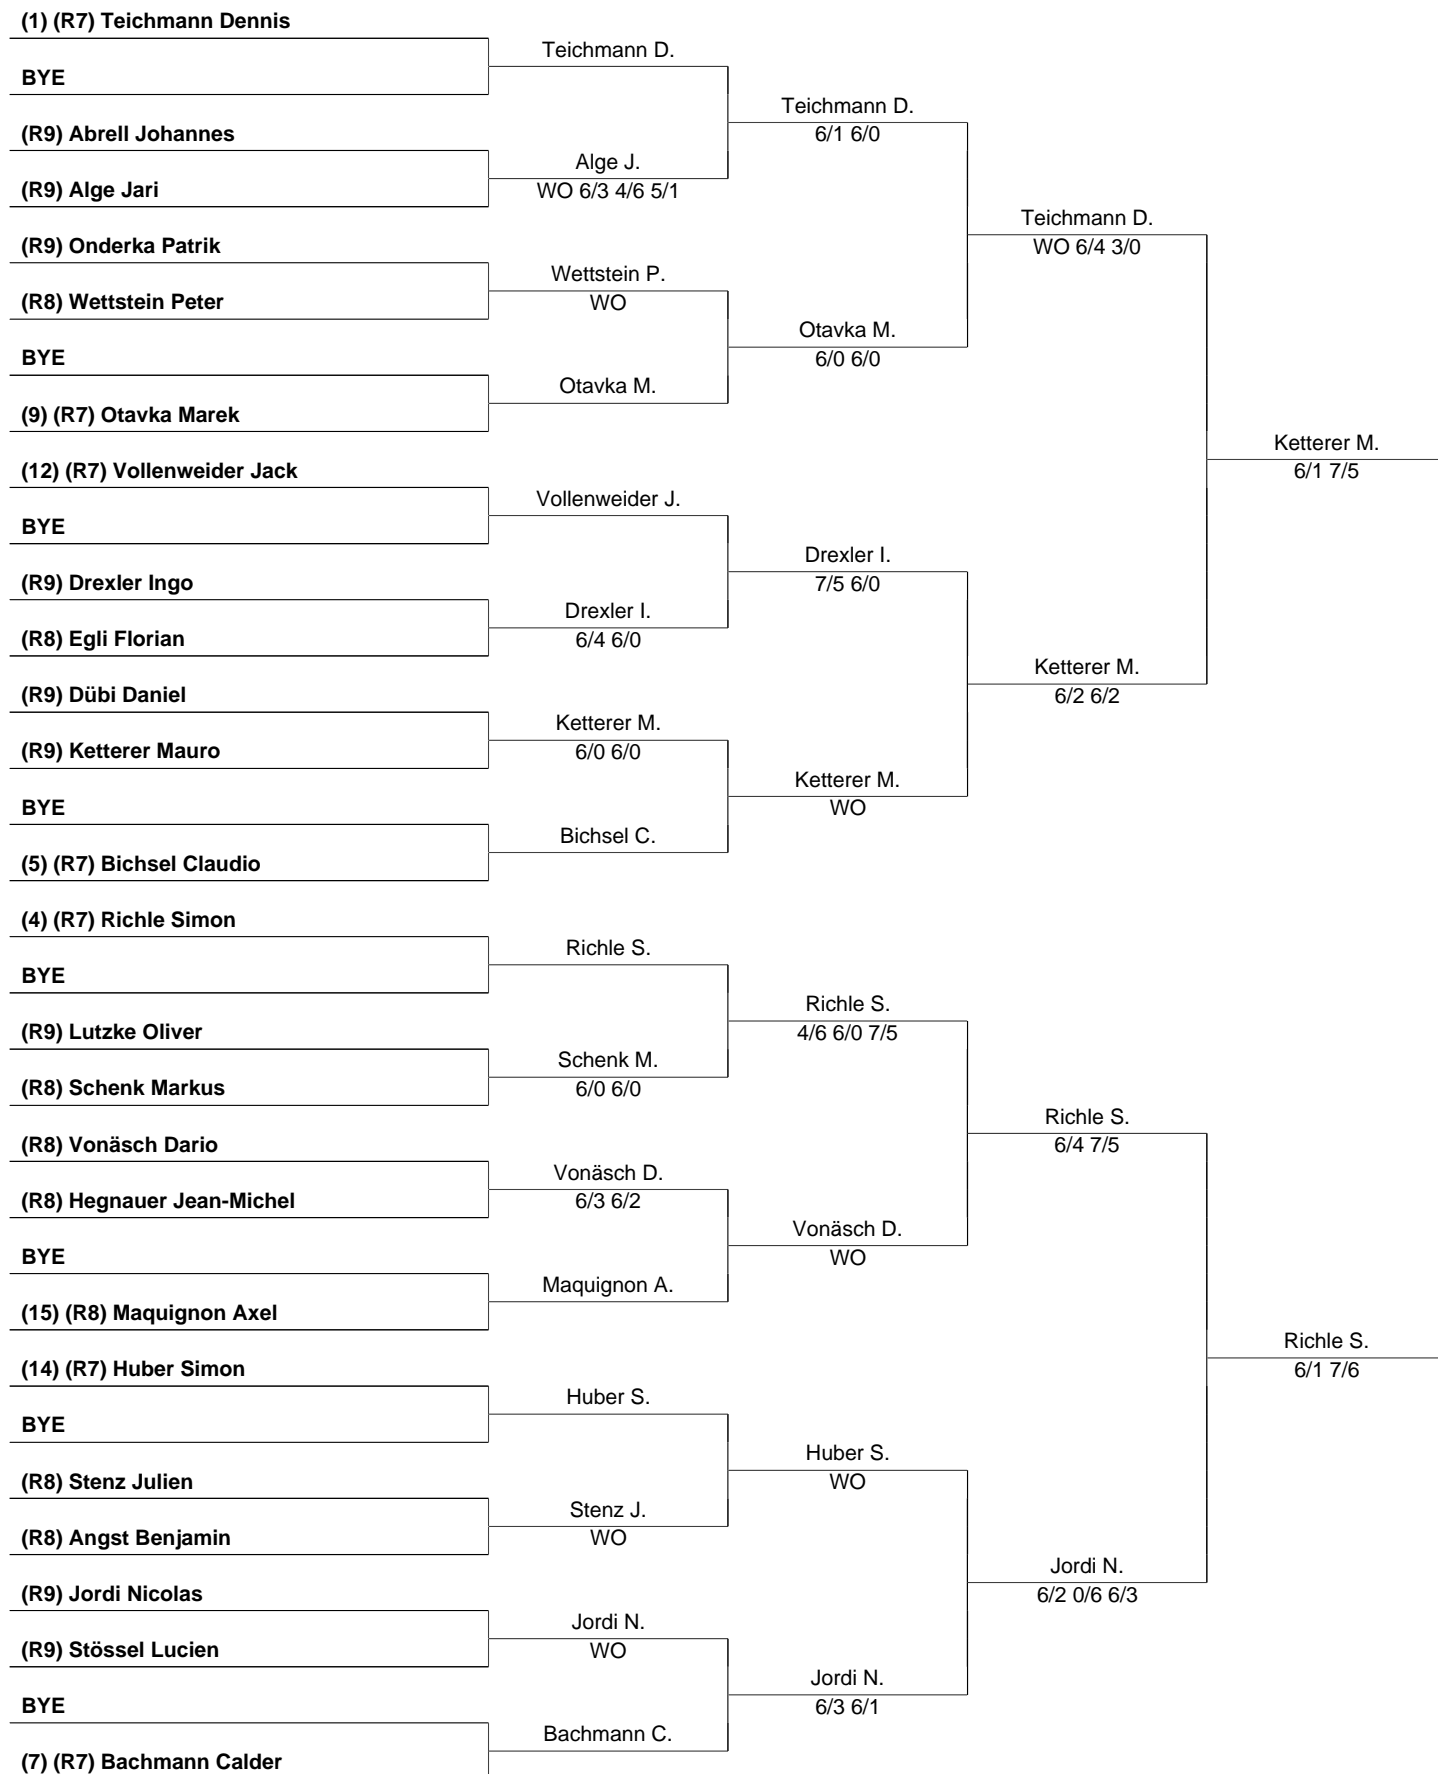 (1) (R7) Teichmann Dennis
Teichmann D.
BYE
Teichmann D.
6/1 6/0
(R9) Abrell Johannes
Alge J.
WO 6/3 4/6 5/1
(R9) Alge Jari
Teichmann D.
WO 6/4 3/0
(R9) Onderka Patrik
Wettstein P.
WO
(R8) Wettstein Peter
Otavka M.
6/0 6/0
BYE
Otavka M.
(9) (R7) Otavka Marek
Ketterer M.
6/1 7/5
(12) (R7) Vollenweider Jack
Vollenweider J.
BYE
Drexler I.
7/5 6/0
(R9) Drexler Ingo
Drexler I.
6/4 6/0
(R8) Egli Florian
Ketterer M.
6/2 6/2
(R9) Dübi Daniel
Ketterer M.
6/0 6/0
(R9) Ketterer Mauro
Ketterer M.
WO
BYE
Bichsel C.
(5) (R7) Bichsel Claudio
(4) (R7) Richle Simon
Richle S.
BYE
Richle S.
4/6 6/0 7/5
(R9) Lutzke Oliver
Schenk M.
6/0 6/0
(R8) Schenk Markus
Richle S.
6/4 7/5
(R8) Vonäsch Dario
Vonäsch D.
6/3 6/2
(R8) Hegnauer Jean-Michel
Vonäsch D.
WO
BYE
Maquignon A.
(15) (R8) Maquignon Axel
Richle S.
6/1 7/6
(14) (R7) Huber Simon
Huber S.
BYE
Huber S.
WO
(R8) Stenz Julien
Stenz J.
WO
(R8) Angst Benjamin
Jordi N.
6/2 0/6 6/3
(R9) Jordi Nicolas
Jordi N.
WO
(R9) Stössel Lucien
Jordi N.
6/3 6/1
BYE
Bachmann C.
(7) (R7) Bachmann Calder